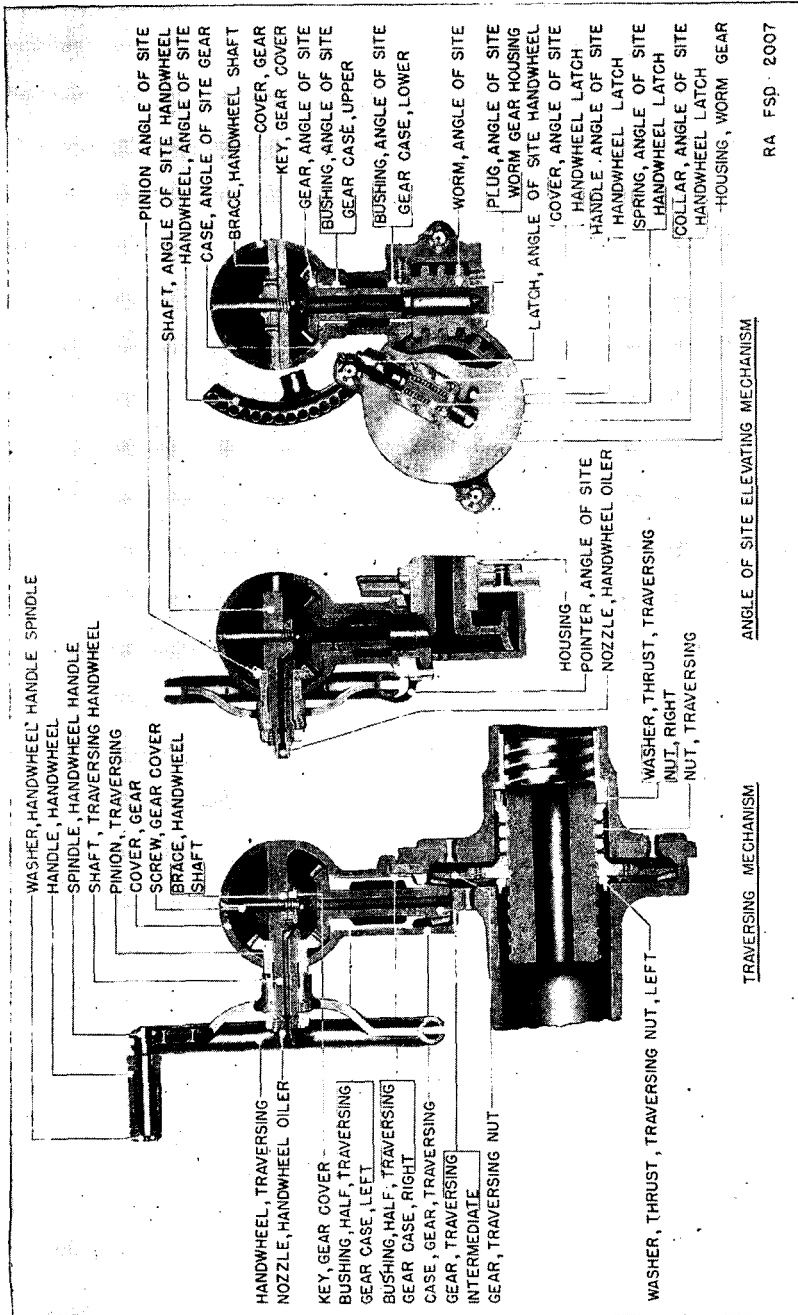 WASHER, HANDWHEEL HANDLE SPINDLE
HANDLE, HANDWHEEL
SPINDLE, HANDWHEEL HANDLE
SHAFT, TRAVERSING HANDWHEEL
PINION, TRAVERSING
COVER, GEAR
SCREW, GEAR COVER
BRACE, HANDWHEEL
SHAFT
HANDWHEEL, TRAVERSING
NOZZLE, HANDWHEEL OILER
KEY, GEAR COVER
BUSHING, HALF, TRAVERSING
GEAR CASE, LEFT
BUSHING, HALF, TRAVERSING
GEAR CASE, RIGHT
CASE, GEAR, TRAVERSING
GEAR, TRAVERSING
INTERMEDIATE
GEAR, TRAVERSING NUT
WASHER, THRUST, TRAVERSING NUT, LEFT
WASHER, THRUST, TRAVERSING
NUT, RIGHT
NUT, TRAVERSING
TRAVERSING MECHANISM
PINION ANGLE OF SITE
SHAFT, ANGLE OF SITE HANDWHEEL
HANDWHEEL, ANGLE OF SITE
CASE, ANGLE OF SITE GEAR
BRACE, HANDWHEEL SHAFT
COVER, GEAR
KEY, GEAR COVER
GEAR, ANGLE OF SITE
BUSHING, ANGLE OF SITE
GEAR CASE, UPPER
BUSHING, ANGLE OF SITE
GEAR CASE, LOWER
WORM, ANGLE OF SITE
PLUG, ANGLE OF SITE
WORM GEAR HOUSING
LATCH, ANGLE OF SITE HANDWHEEL
COVER, ANGLE OF SITE
HANDWHEEL LATCH
HANDLE, ANGLE OF SITE
HANDWHEEL LATCH
SPRING, ANGLE OF SITE
HANDWHEEL LATCH
COLLAR, ANGLE OF SITE
HANDWHEEL LATCH
HOUSING, WORM GEAR
HOUSING
POINTER, ANGLE OF SITE
NOZZLE, HANDWHEEL OILER
ANGLE OF SITE ELEVATING MECHANISM
RA FSD 2007